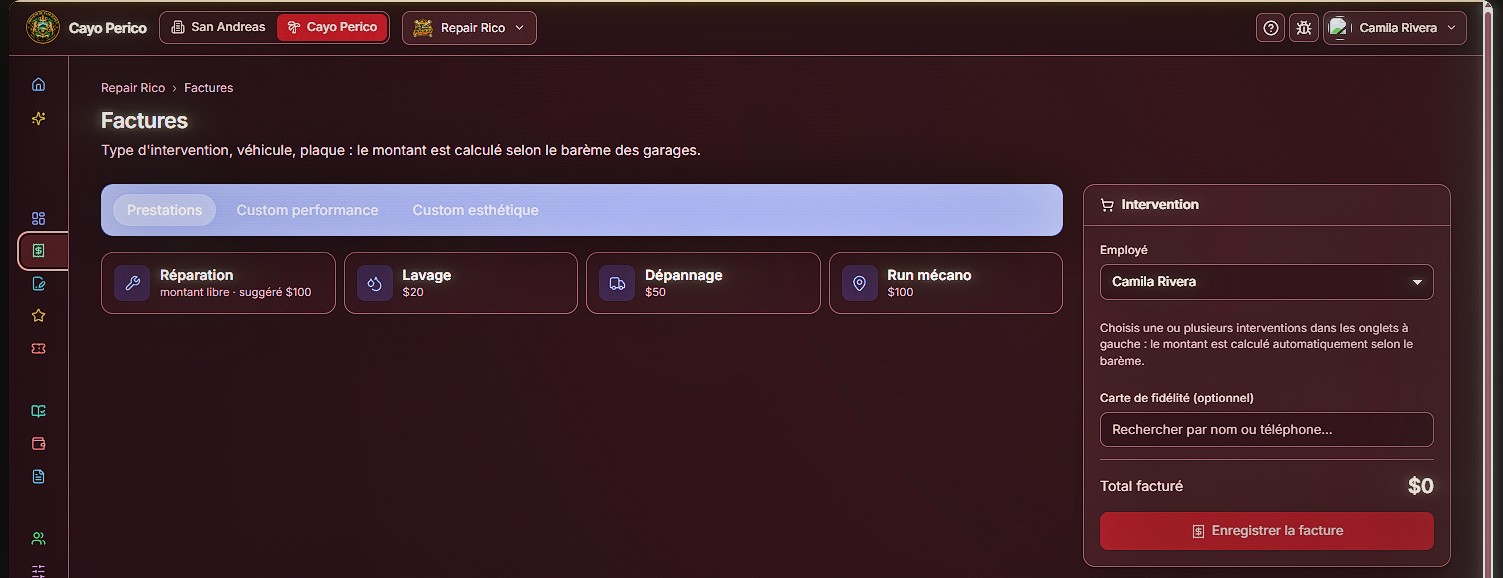 Cayo Perico
San Andreas
Cayo Perico
Repair Rico
Camila Rivera
Repair Rico › Factures
Factures
Type d'intervention, véhicule, plaque : le montant est calculé selon le barème des garages.
Prestations
Custom performance
Custom esthétique
Réparation
montant libre · suggéré $100
Lavage
$20
Dépannage
$50
Run mécano
$100
Intervention
Employé
Camila Rivera
Choisis une ou plusieurs interventions dans les onglets à
gauche : le montant est calculé automatiquement selon le
barème.
Carte de fidélité (optionnel)
Rechercher par nom ou téléphone...
Total facturé
$0
Enregistrer la facture